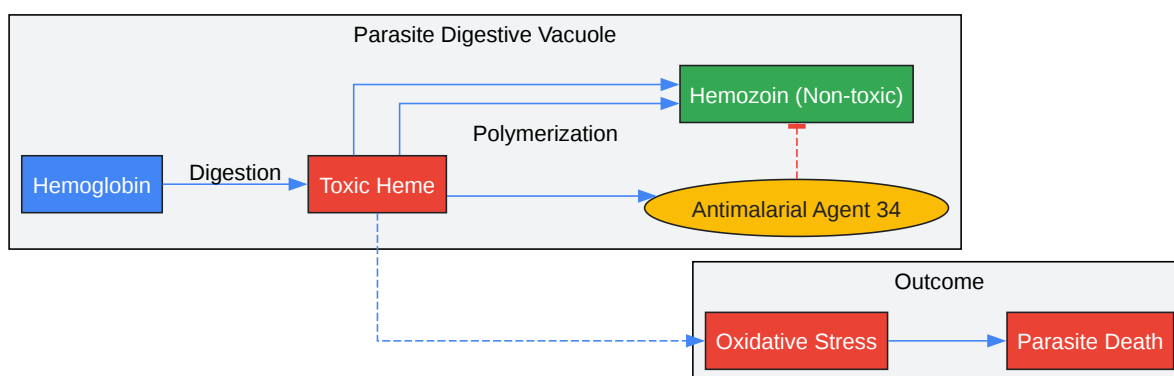 Parasite Digestive Vacuole
Hemozoin (Non-toxic)
Polymerization
Hemoglobin
Digestion
Toxic Heme
Antimalarial Agent 34
Outcome
Oxidative Stress
Parasite Death